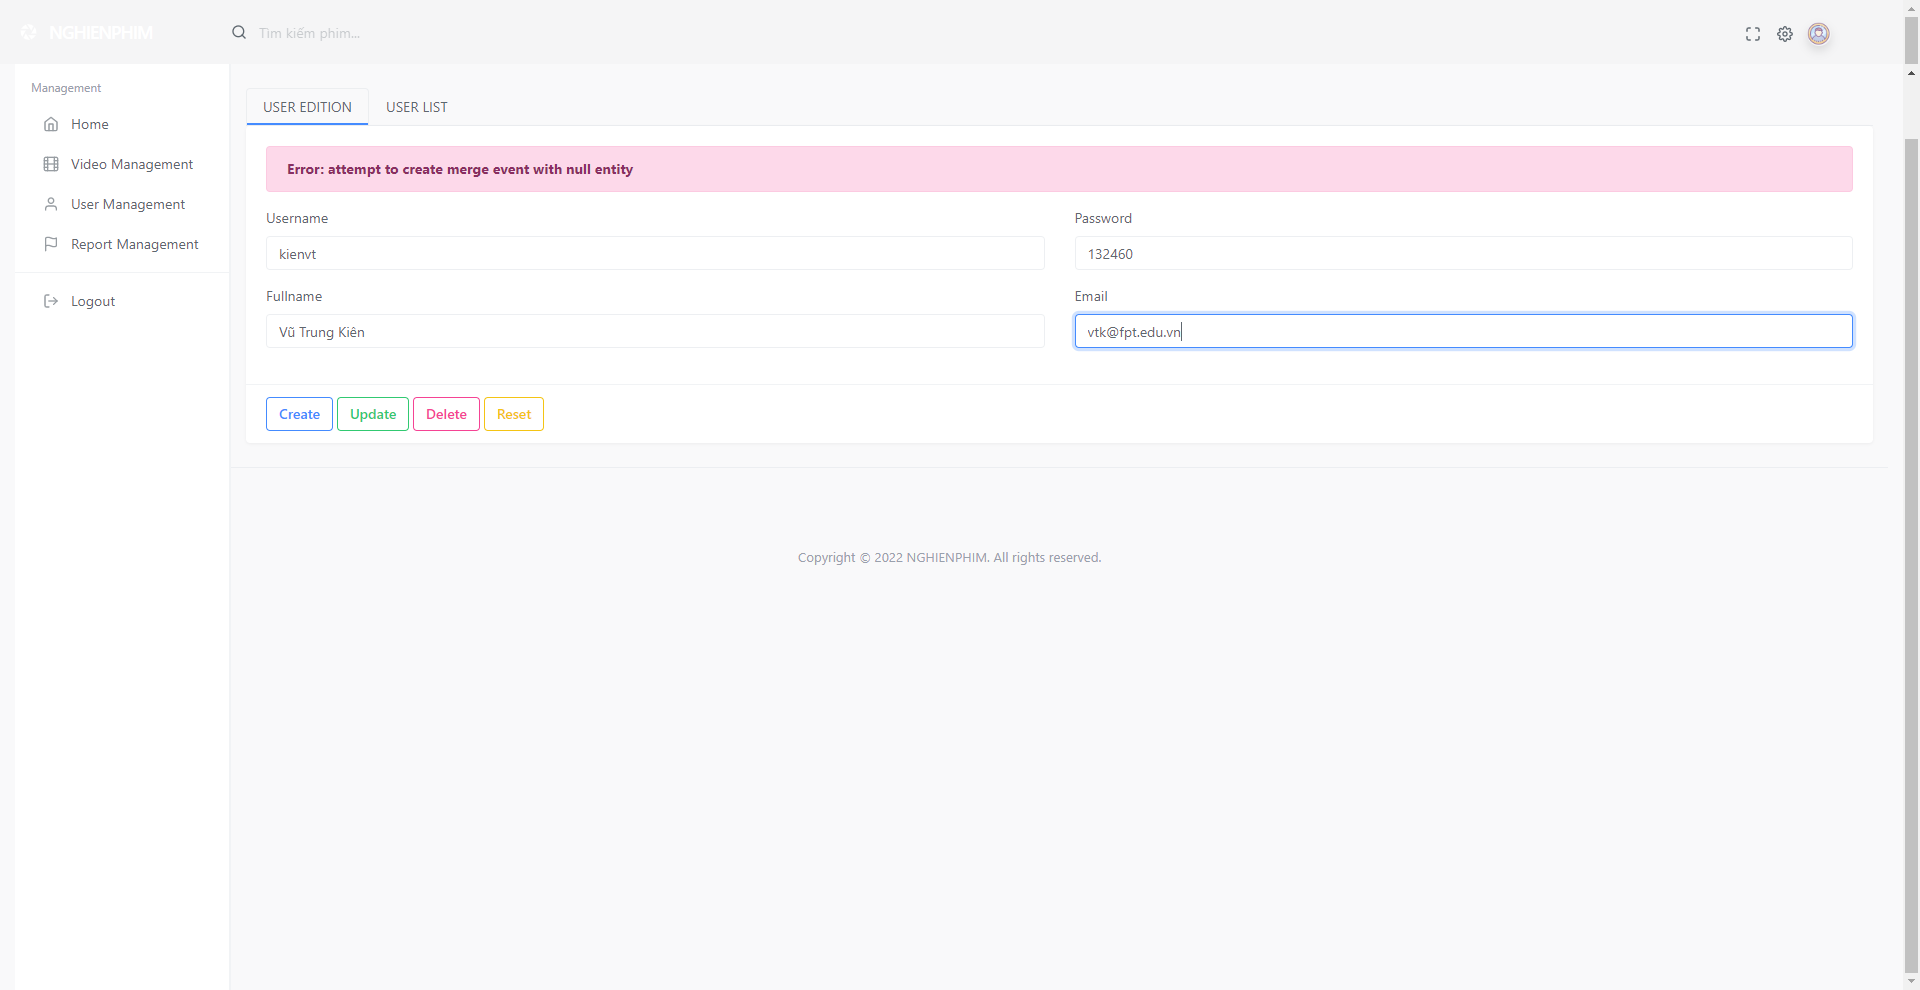 NGHIENPHIM
Tìm kiếm phim...
Management
Home
Video Management
User Management
Report Management
Logout
USER EDITION
USER LIST
Error: attempt to create merge event with null entity
Username
Password
kienvt
132460
Fullname
Email
Vũ Trung Kiên
vtk@fpt.edu.vn
Create
Update
Delete
Reset
Copyright © 2022 NGHIENPHIM. All rights reserved.